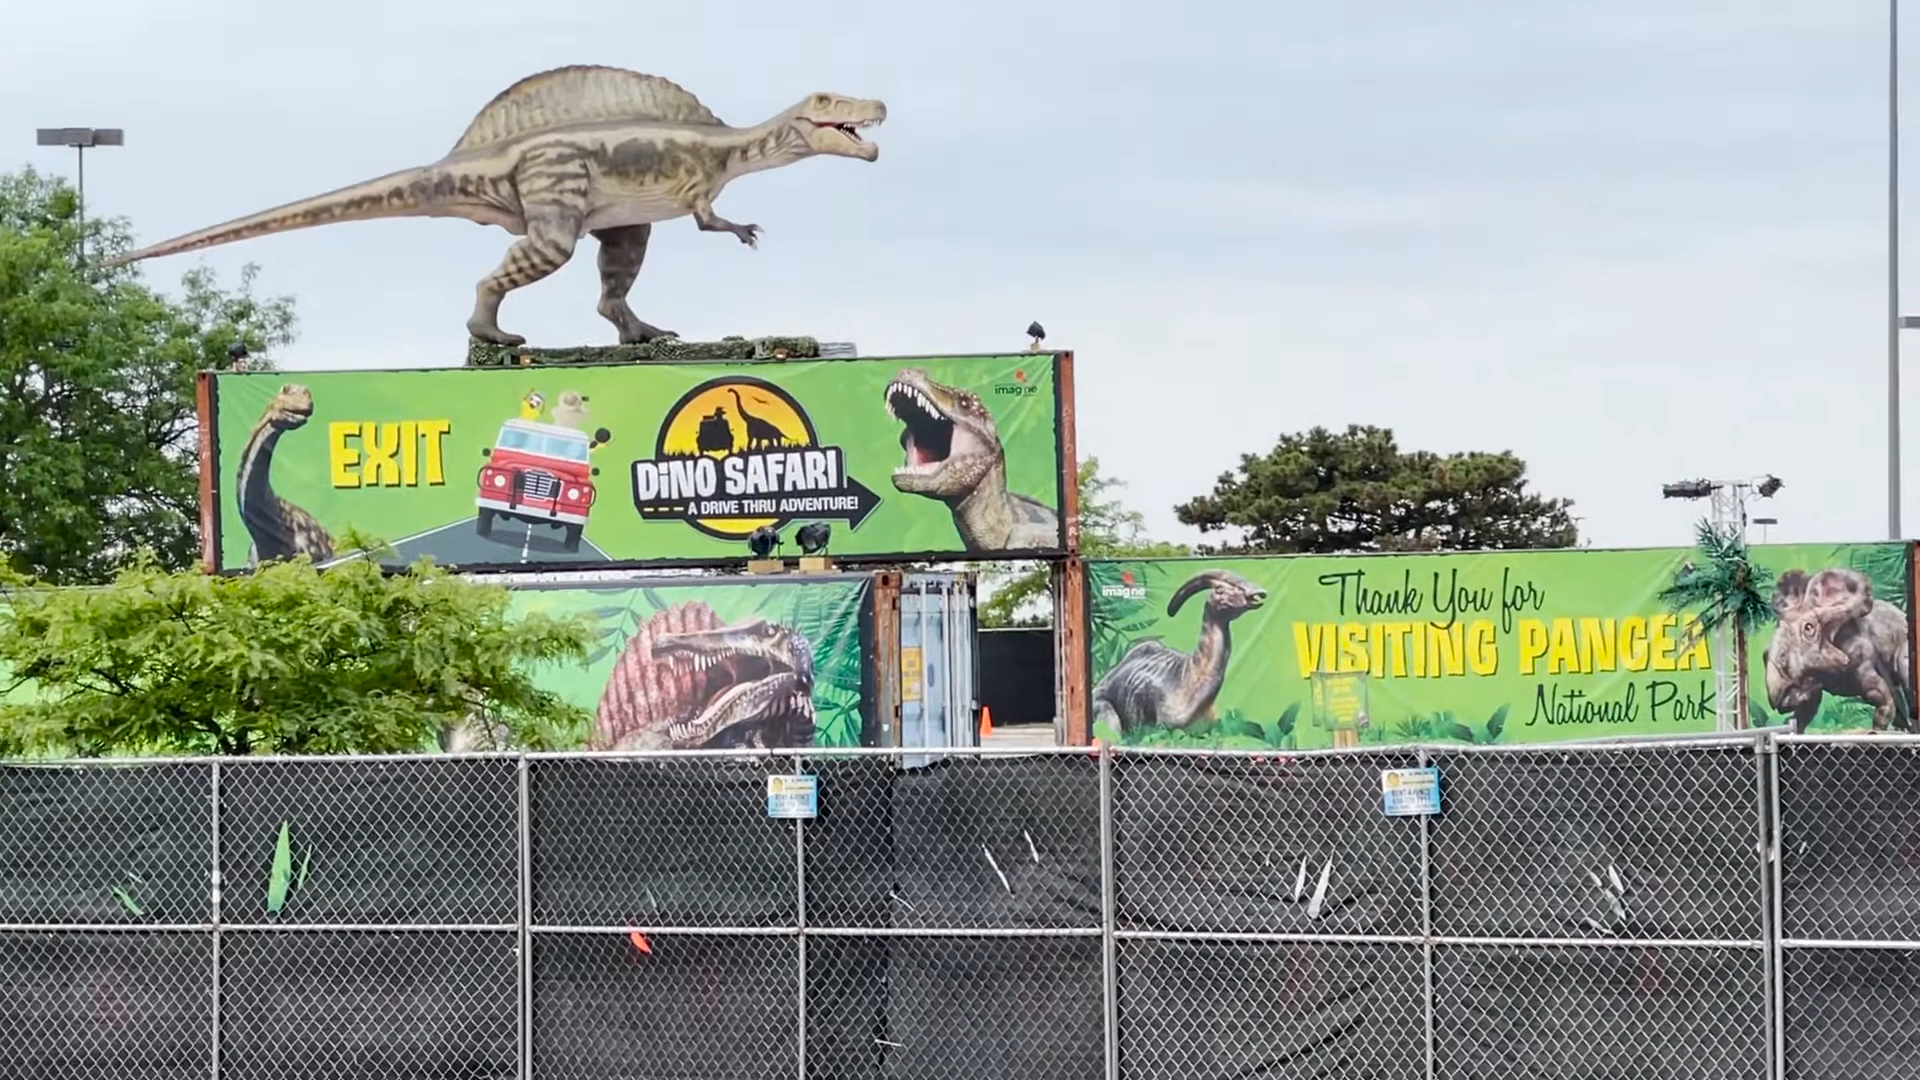 EXIT
DiNO SAFARI
A DRIVE THRU ADVENTURE!
imagine
imagine
Thank You for
VISITING PANGEA
National Park